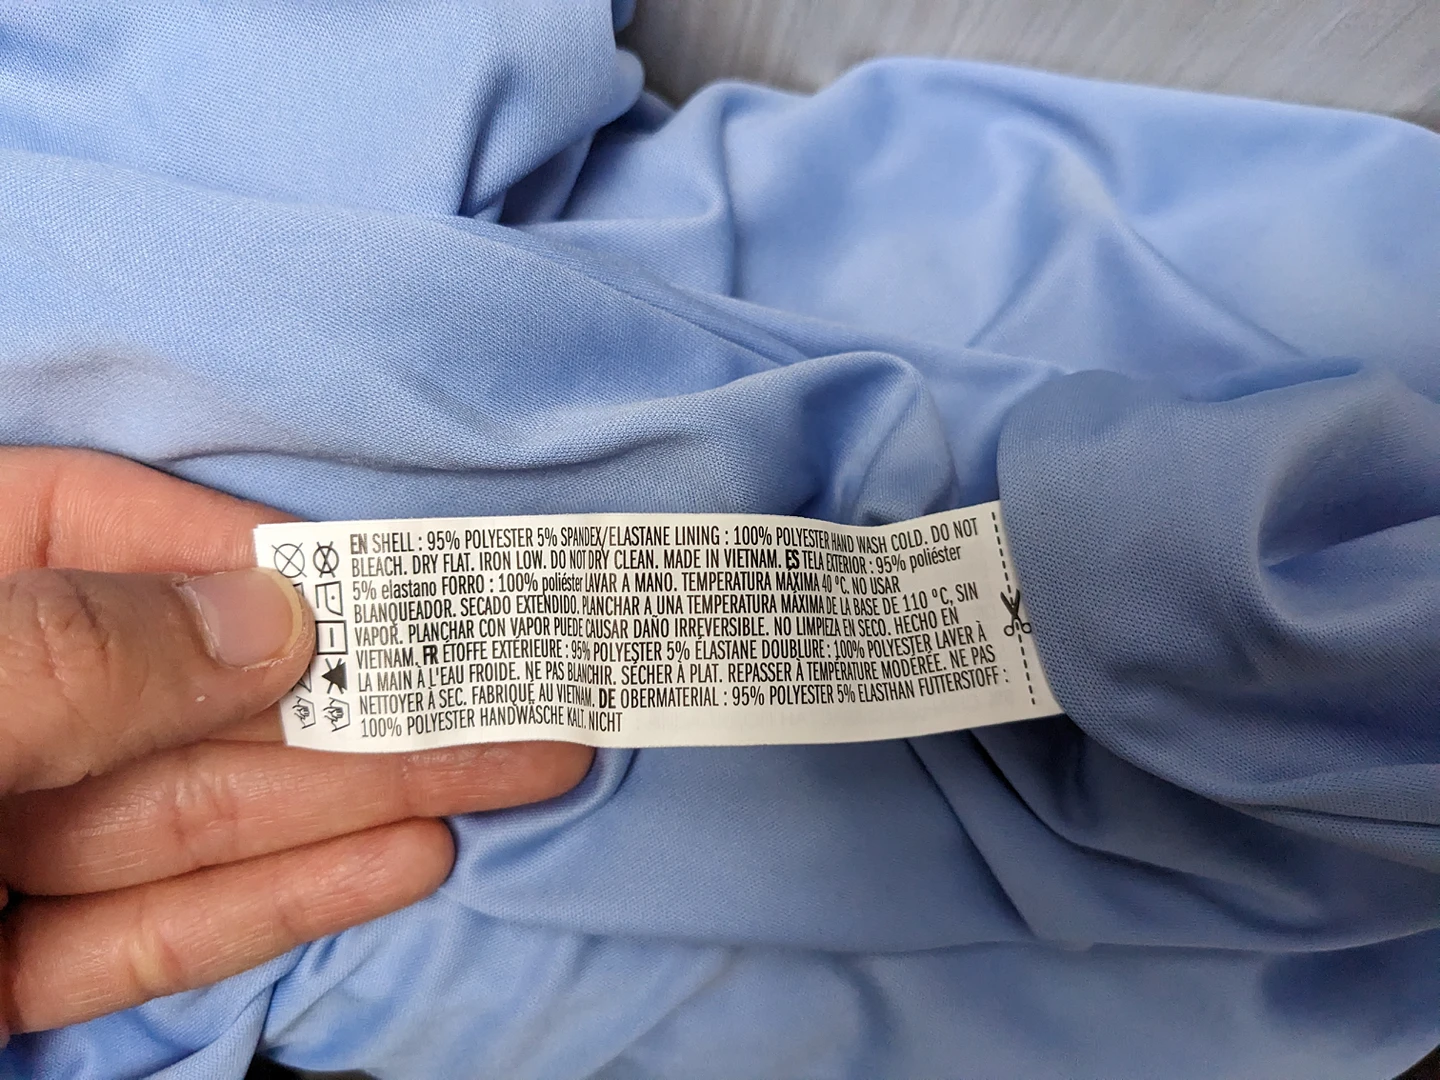 EN SHELL : 95% POLYESTER 5% SPANDEX/ELASTANE LINING : 100% POLYESTER HAND WASH COLD. DO NOT
BLEACH. DRY FLAT. IRON LOW. DO NOT DRY CLEAN. MADE IN VIETNAM. ES TELA EXTERIOR : 95% poliéster
5% elastano FORRO : 100% poliéster LAVAR A MANO. TEMPERATURA MÁXIMA 40 ºC. NO USAR
BLANQUEADOR. SECADO EXTENDIDO. PLANCHAR A UNA TEMPERATURA MÁXIMA DE LA BASE DE 110 ºC, SIN
VAPOR. PLANCHAR CON VAPOR PUEDE CAUSAR DAÑO IRREVERSIBLE. NO LIMPIEZA EN SECO. HECHO EN
VIETNAM. FR ÉTOFFE EXTÉRIEURE : 95% POLYESTER 5% ÉLASTANE DOUBLURE : 100% POLYESTER LAVER À
LA MAIN À L'EAU FROIDE. NE PAS BLANCHIR. SÉCHER À PLAT. REPASSER À TEMPÉRATURE MODÉRÉE. NE PAS
NETTOYER À SEC. FABRIQUÉ AU VIETNAM. DE OBERMATERIAL : 95% POLYESTER 5% ELASTHAN FUTTERSTOFF :
100% POLYESTER HANDWÄSCHE KALT. NICHT